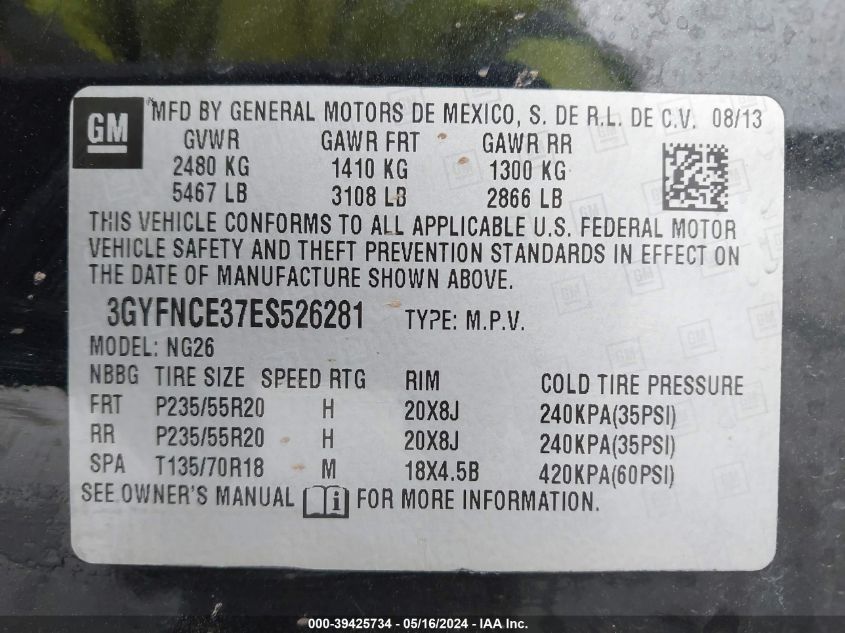 GM
MFD BY GENERAL MOTORS DE MEXICO, S. DE R.L. DE C.V. 08/13
GVWR GAWR FRT GAWR RR
2480 KG 1410 KG 1300 KG
5467 LB 3108 LB 2866 LB
THIS VEHICLE CONFORMS TO ALL APPLICABLE U.S. FEDERAL MOTOR
VEHICLE SAFETY AND THEFT PREVENTION STANDARDS IN EFFECT ON
THE DATE OF MANUFACTURE SHOWN ABOVE.
3GYFNCE37ES526281 TYPE: M.P.V.
MODEL: NG26
NBBG TIRE SIZE SPEED RTG RIM COLD TIRE PRESSURE
FRT P235/55R20 H 20X8J 240KPA(35PSI)
RR P235/55R20 H 20X8J 240KPA(35PSI)
SPA T135/70R18 M 18X4.5B 420KPA(60PSI)
SEE OWNER'S MANUAL i FOR MORE INFORMATION.
000-39425734 - 05/16/2024 - IAA Inc.